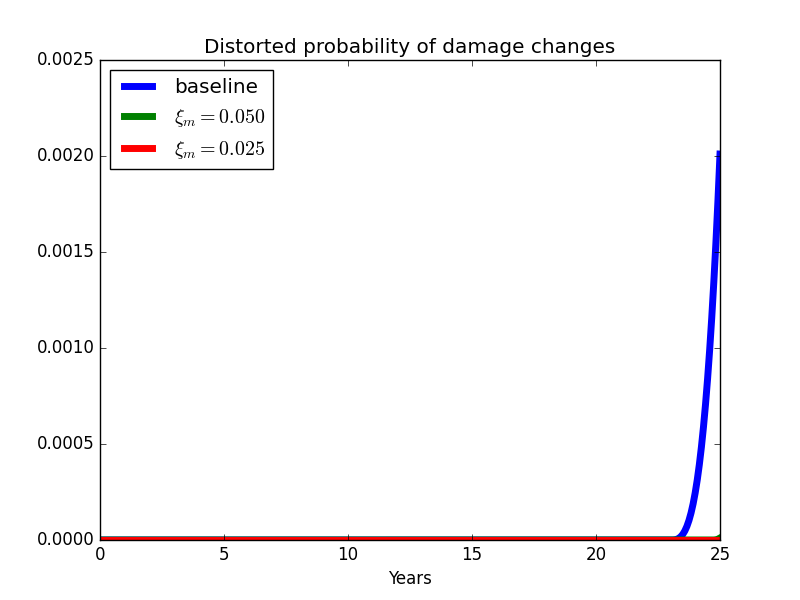 Distorted probability of damage changes
0.0025
0.0020
0.0015
0.0010
0.0005
0.0000
baseline
ξₘ = 0.050
ξₘ = 0.025
0 5 10 15 20 25
Years